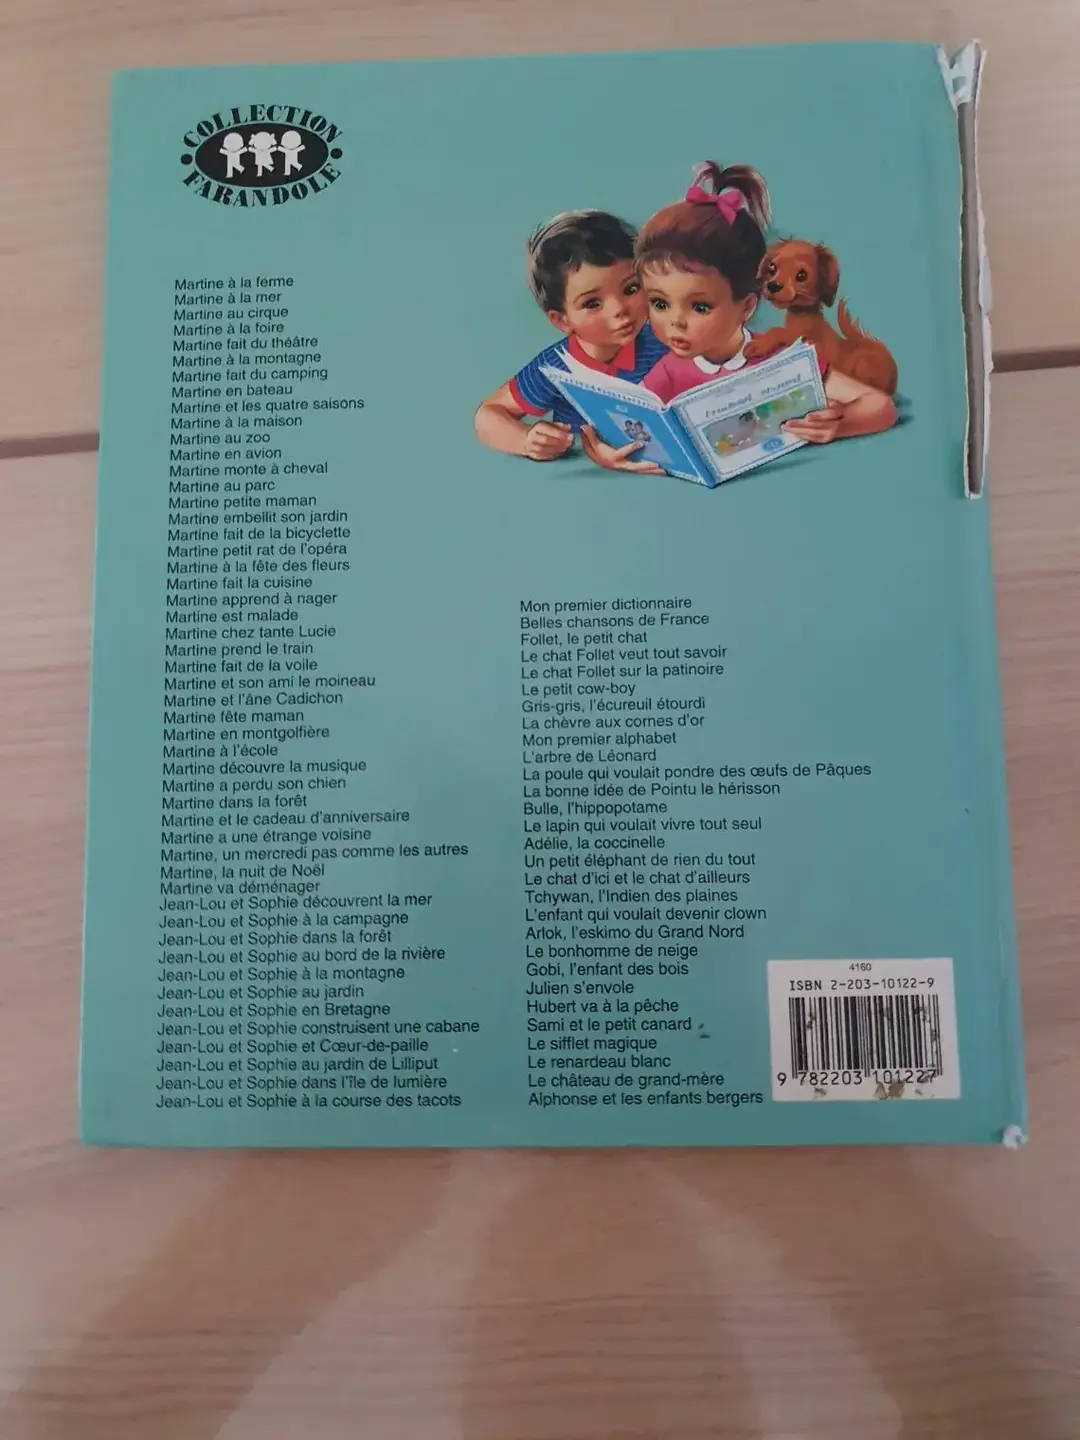 COLLECTION
FARANDOLE
Martine à la ferme
Martine à la mer
Martine au cirque
Martine à la foire
Martine fait du théâtre
Martine à la montagne
Martine fait du camping
Martine en bateau
Martine et les quatre saisons
Martine à la maison
Martine au zoo
Martine en avion
Martine monte à cheval
Martine au parc
Martine petite maman
Martine embellit son jardin
Martine fait de la bicyclette
Martine petit rat de l'opéra
Martine à la fête des fleurs
Martine fait la cuisine
Martine apprend à nager
Martine est malade
Martine chez tante Lucie
Martine prend le train
Martine fait de la voile
Martine et son ami le moineau
Martine et l'âne Cadichon
Martine fête maman
Martine en montgolfière
Martine à l'école
Martine découvre la musique
Martine a perdu son chien
Martine dans la forêt
Martine et le cadeau d'anniversaire
Martine a une étrange voisine
Martine, un mercredi pas comme les autres
Martine, la nuit de Noël
Martine va déménager
Jean-Lou et Sophie découvrent la mer
Jean-Lou et Sophie à la campagne
Jean-Lou et Sophie dans la forêt
Jean-Lou et Sophie au bord de la rivière
Jean-Lou et Sophie à la montagne
Jean-Lou et Sophie au jardin
Jean-Lou et Sophie en Bretagne
Jean-Lou et Sophie construisent une cabane
Jean-Lou et Sophie et Cœur-de-paille
Jean-Lou et Sophie au jardin de Lilliput
Jean-Lou et Sophie dans l'île de lumière
Jean-Lou et Sophie à la course des tacots
Mon premier dictionnaire
Belles chansons de France
Follet, le petit chat
Le chat Follet veut tout savoir
Le chat Follet sur la patinoire
Le petit cow-boy
Gris-gris, l'écureuil étourdi
La chèvre aux cornes d'or
Mon premier alphabet
L'arbre de Léonard
La poule qui voulait pondre des œufs de Pâques
La bonne idée de Pointu le hérisson
Bulle, l'hippopotame
Le lapin qui voulait vivre tout seul
Adélie, la coccinelle
Un petit éléphant de rien du tout
Le chat d'ici et le chat d'ailleurs
Tchywan, l'Indien des plaines
L'enfant qui voulait devenir clown
Arlok, l'eskimo du Grand Nord
Le bonhomme de neige
Gobi, l'enfant des bois
Julien s'envole
Hubert va à la pêche
Sami et le petit canard
Le sifflet magique
Le renardeau blanc
Le château de grand-mère
Alphonse et les enfants bergers
4160
ISBN 2-203-10122-9
9 782203 101227